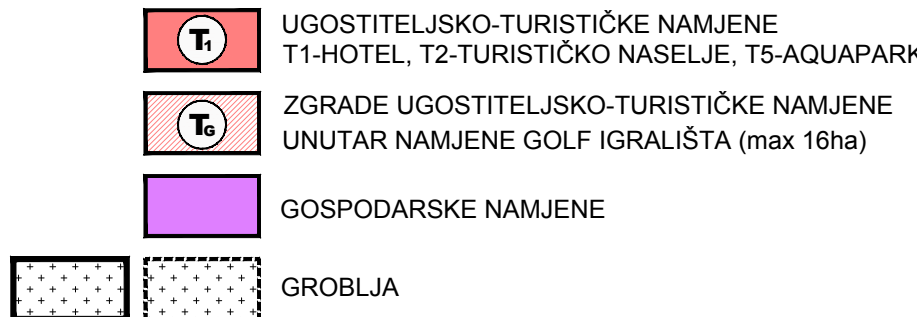 T1
UGOSTITELJSKO-TURISTIČKE NAMJENE
T1-HOTEL, T2-TURISTIČKO NASELJE, T5-AQUAPARK
TG
ZGRADE UGOSTITELJSKO-TURISTIČKE NAMJENE
UNUTAR NAMJENE GOLF IGRALIŠTA (max 16ha)
GOSPODARSKE NAMJENE
GROBLJA